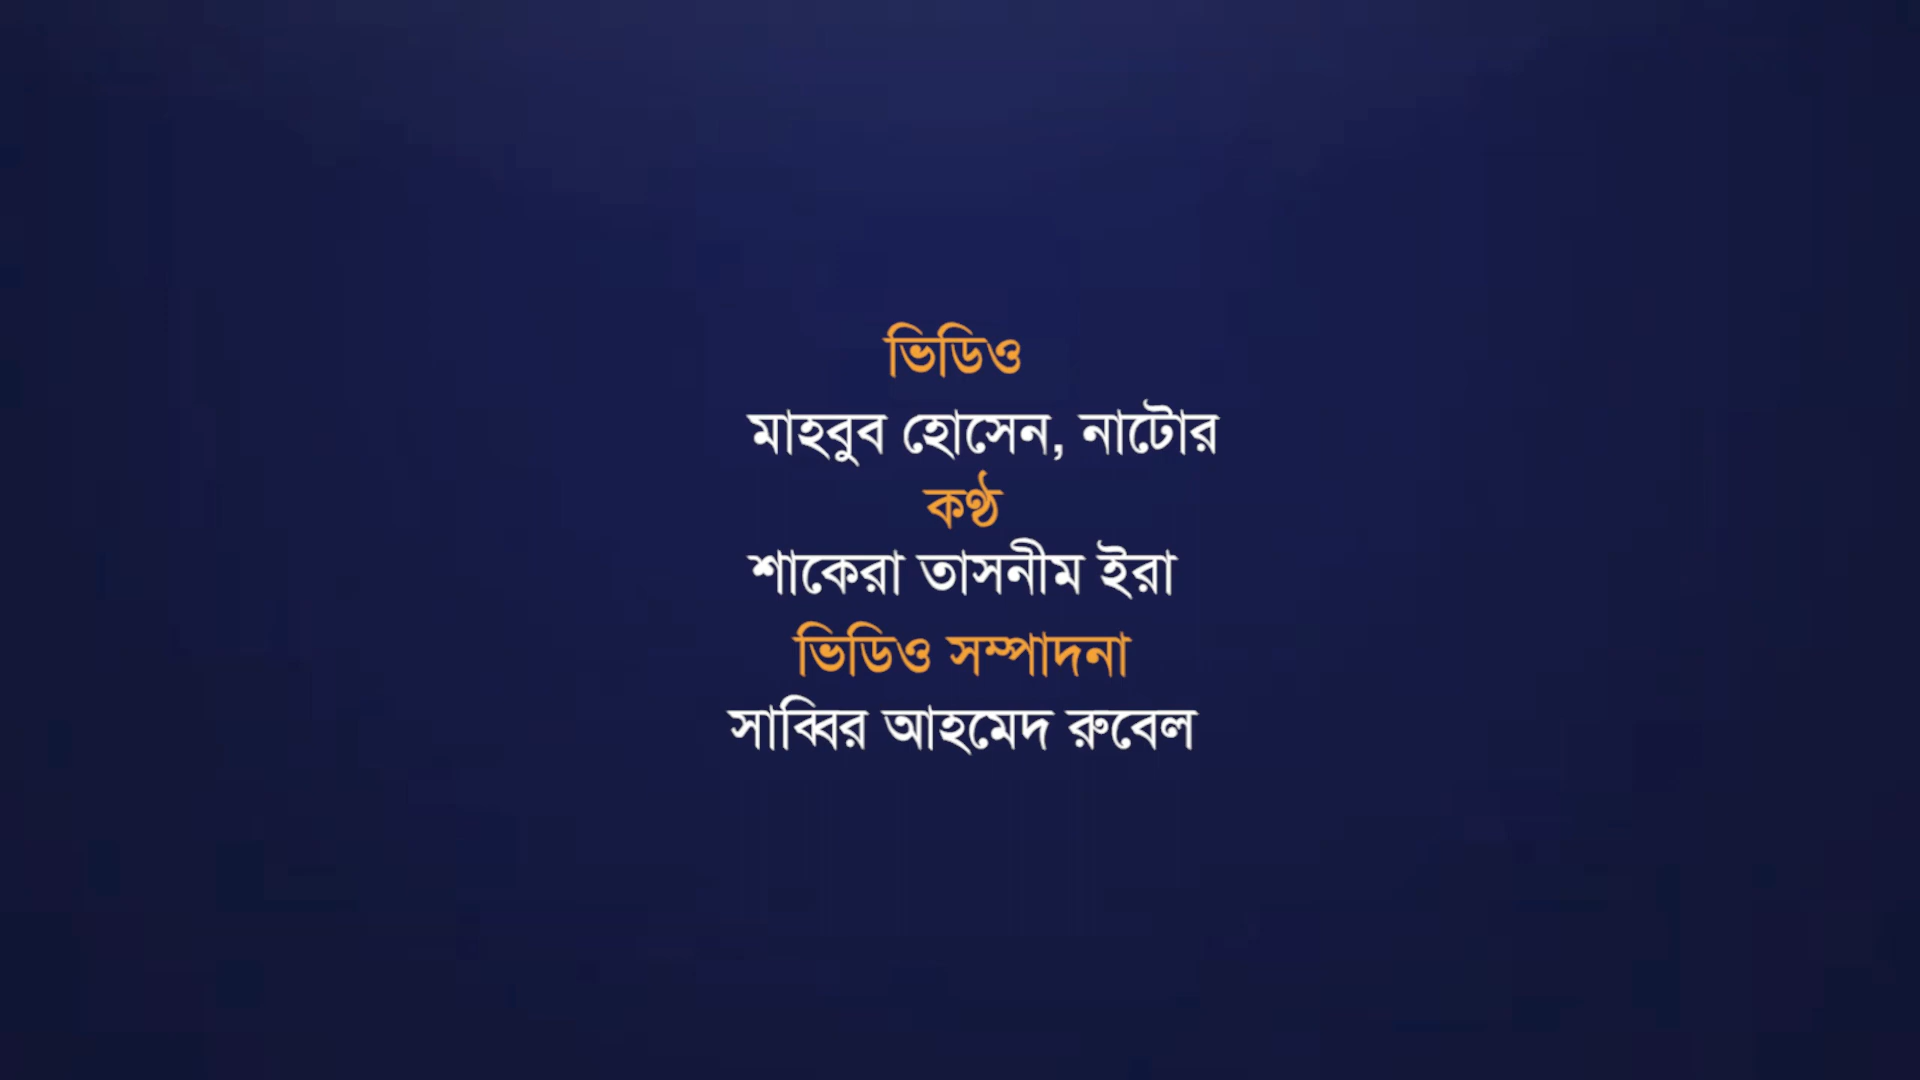 ভিডিও
মাহবুব হোসেন, নাটোর
কণ্ঠ
শাকেরা তাসনীম ইরা
ভিডিও সম্পাদনা
সাব্বির আহমেদ রুবেল